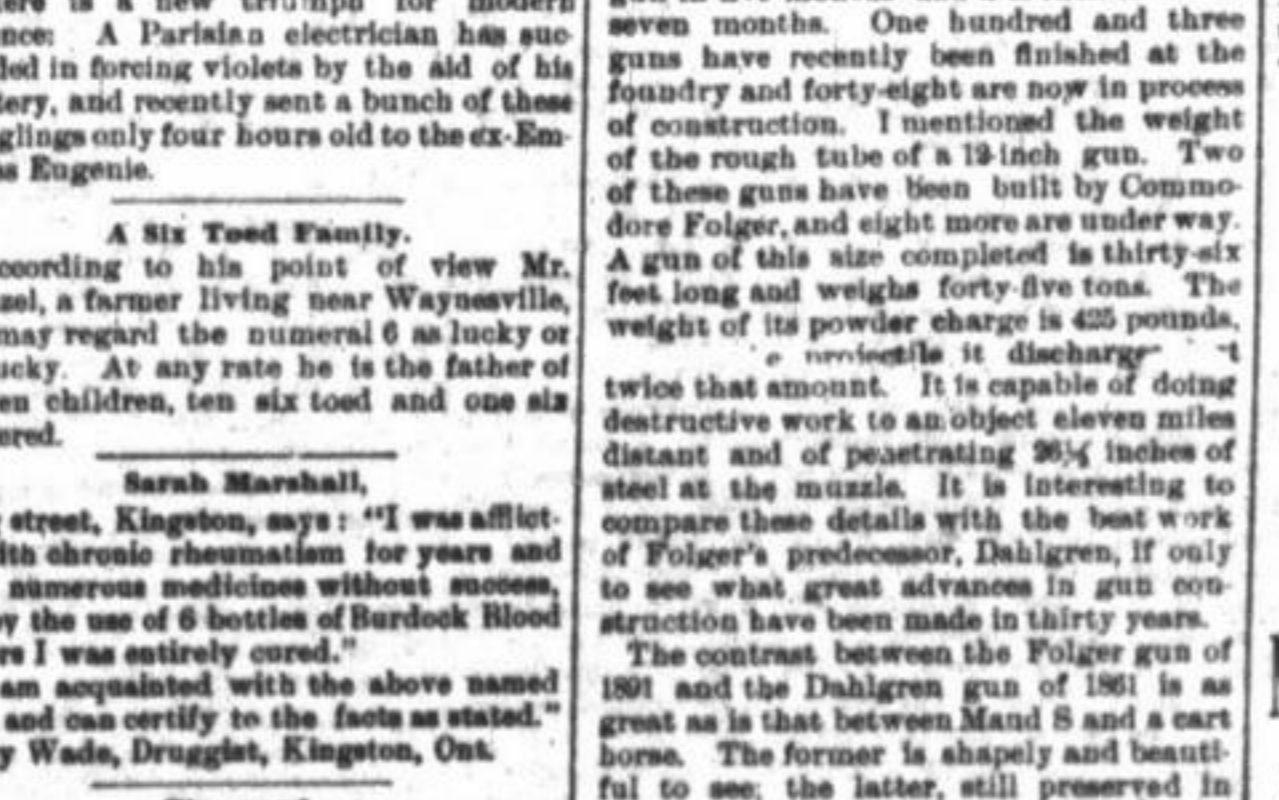 is a new triumph for modern
A Parisian electrician has suc-
in forcing violets by the aid of his
and recently sent a bunch of these
only four hours old to the ex-Em-
Eugenie.
A Six Toed Family.
ccording to his point of view Mr.
zel, a farmer living near Waynesville,
may regard the numeral 6 as lucky or
ucky. At any rate he is the father of
en children, ten six toed and one six
ered.
Sarah Marshall,
street, Kingston, says: "I was afflict-
ith chronic rheumatism for years and
numerous medicines without success,
y the use of 6 bottles of Burdock Blood
rs I was entirely cured."
am acquainted with the above named
and can certify to the facts as stated."
y Wade, Druggist, Kingston, Ont.
seven months. One hundred and three
guns have recently been finished at the
foundry and forty-eight are now in process
of construction. I mentioned the weight
of the rough tube of a 12-inch gun. Two
of these guns have been built by Commo-
dore Folger, and eight more are under way.
A gun of this size completed is thirty-six
feet long and weighs forty-five tons. The
weight of its powder charge is 425 pounds,
projectile it discharge
twice that amount. It is capable of doing
destructive work to an object eleven miles
distant and of penetrating 26¼ inches of
steel at the muzzle. It is interesting to
compare these details with the best work
of Folger's predecessor, Dahlgren, if only
to see what great advances in gun con-
struction have been made in thirty years.
The contrast between the Folger gun of
1891 and the Dahlgren gun of 1861 is as
great as is that between Maud S and a cart
horse. The former is shapely and beauti-
ful to see; the latter, still preserved in